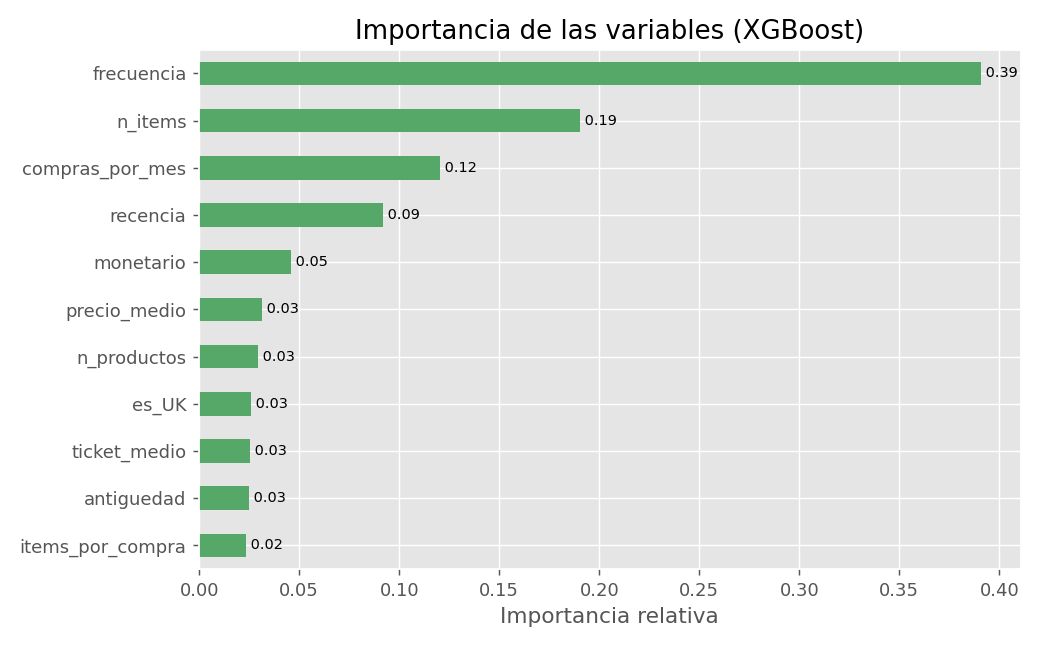 Importancia de las variables (XGBoost)
frecuencia 0.39
n_items 0.19
compras_por_mes 0.12
recencia 0.09
monetario 0.05
precio_medio 0.03
n_productos 0.03
es_UK 0.03
ticket_medio 0.03
antiguedad 0.03
items_por_compra 0.02
0.00 0.05 0.10 0.15 0.20 0.25 0.30 0.35 0.40
Importancia relativa